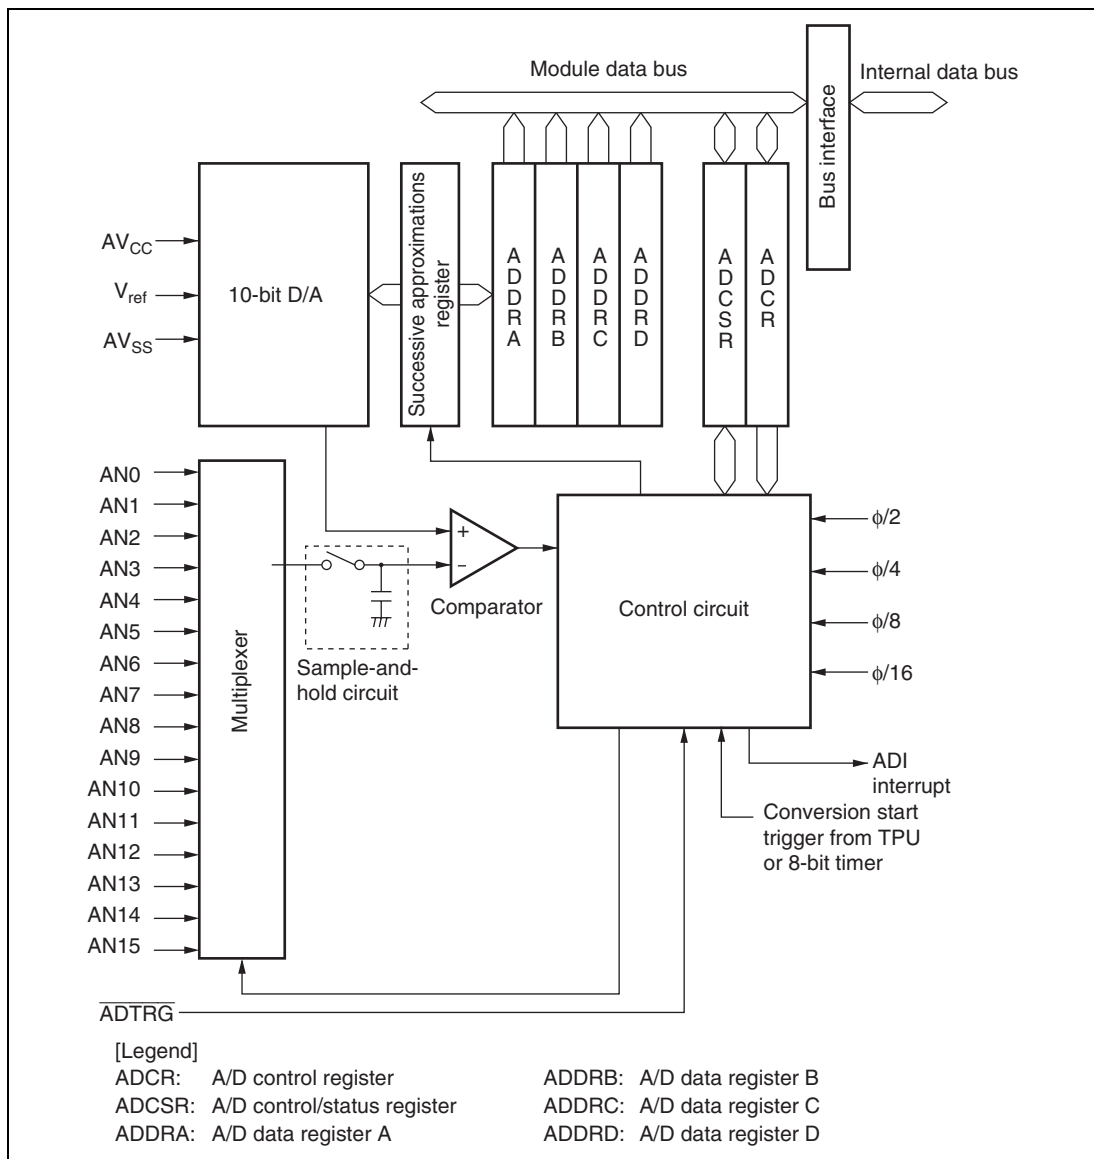 Module data bus
Internal data bus
Bus interface
AVCC
Vref
AVSS
10-bit D/A
Successive approximations
register
ADDRA
ADDRB
ADDRC
ADDRD
ADCSR
ADCR
AN0
AN1
AN2
AN3
AN4
AN5
AN6
AN7
AN8
AN9
AN10
AN11
AN12
AN13
AN14
AN15
Multiplexer
+
−
Comparator
Sample-and-
hold circuit
Control circuit
ϕ/2
ϕ/4
ϕ/8
ϕ/16
ADI
interrupt
Conversion start
trigger from TPU
or 8-bit timer
ADTRG
[Legend]
ADCR: A/D control register
ADCSR: A/D control/status register
ADDRA: A/D data register A
ADDRB: A/D data register B
ADDRC: A/D data register C
ADDRD: A/D data register D